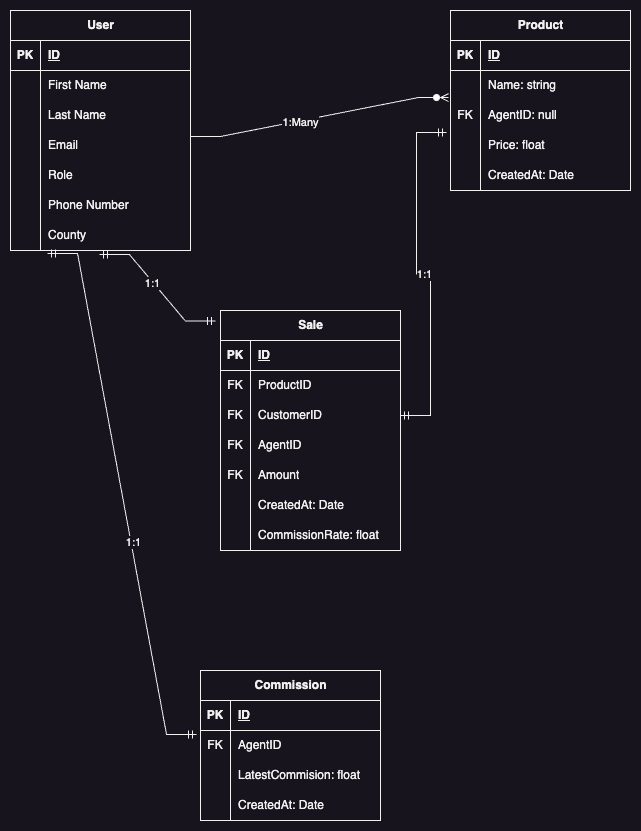 User
PK ID
First Name
Last Name
Email
Role
Phone Number
County
Product
PK ID
Name: string
FK AgentID: null
Price: float
CreatedAt: Date
1:Many
1:1
1:1
Sale
PK ID
FK ProductID
FK CustomerID
FK AgentID
FK Amount
CreatedAt: Date
CommissionRate: float
1:1
Commission
PK ID
FK AgentID
LatestCommision: float
CreatedAt: Date